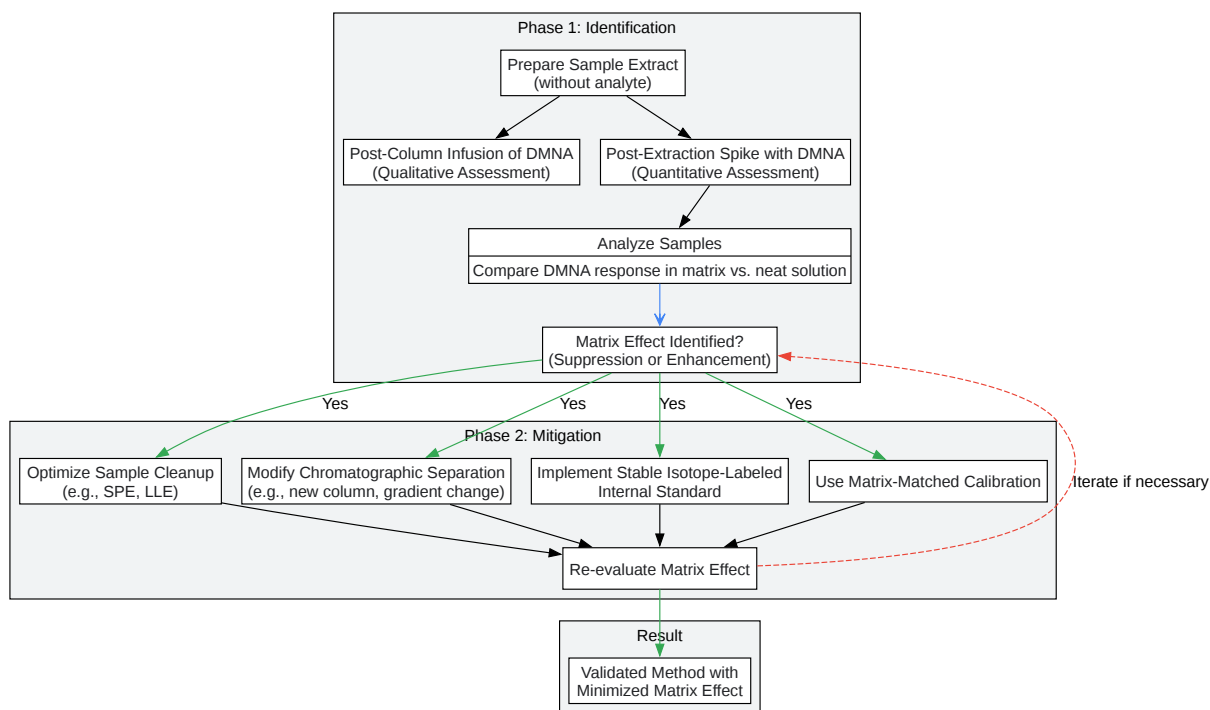 Phase 1: Identification
Prepare Sample Extract
(without analyte)
Post-Column Infusion of DMNA
(Qualitative Assessment)
Post-Extraction Spike with DMNA
(Quantitative Assessment)
Analyze Samples
Compare DMNA response in matrix vs. neat solution
Matrix Effect Identified?
(Suppression or Enhancement)
Yes
Yes
Yes
Yes
Phase 2: Mitigation
Optimize Sample Cleanup
(e.g., SPE, LLE)
Modify Chromatographic Separation
(e.g., new column, gradient change)
Implement Stable Isotope-Labeled
Internal Standard
Use Matrix-Matched Calibration
Iterate if necessary
Re-evaluate Matrix Effect
Result
Validated Method with
Minimized Matrix Effect